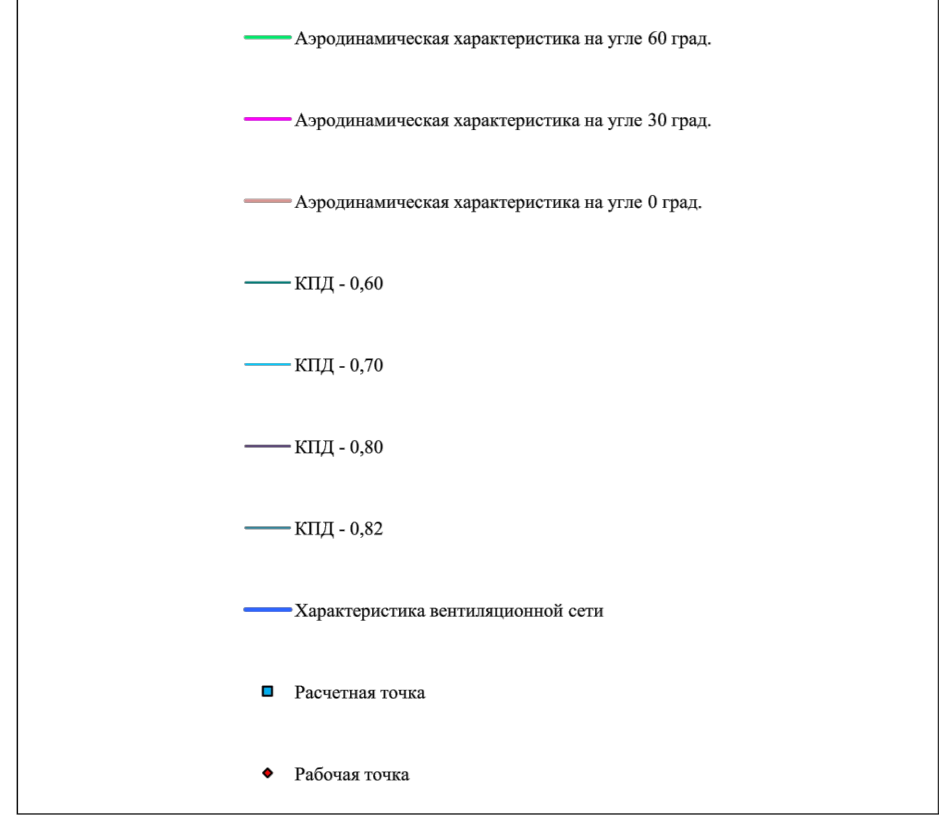 Аэродинамическая характеристика на угле 60 град.
Аэродинамическая характеристика на угле 30 град.
Аэродинамическая характеристика на угле 0 град.
КПД - 0,60
КПД - 0,70
КПД - 0,80
КПД - 0,82
Характеристика вентиляционной сети
Расчетная точка
Рабочая точка